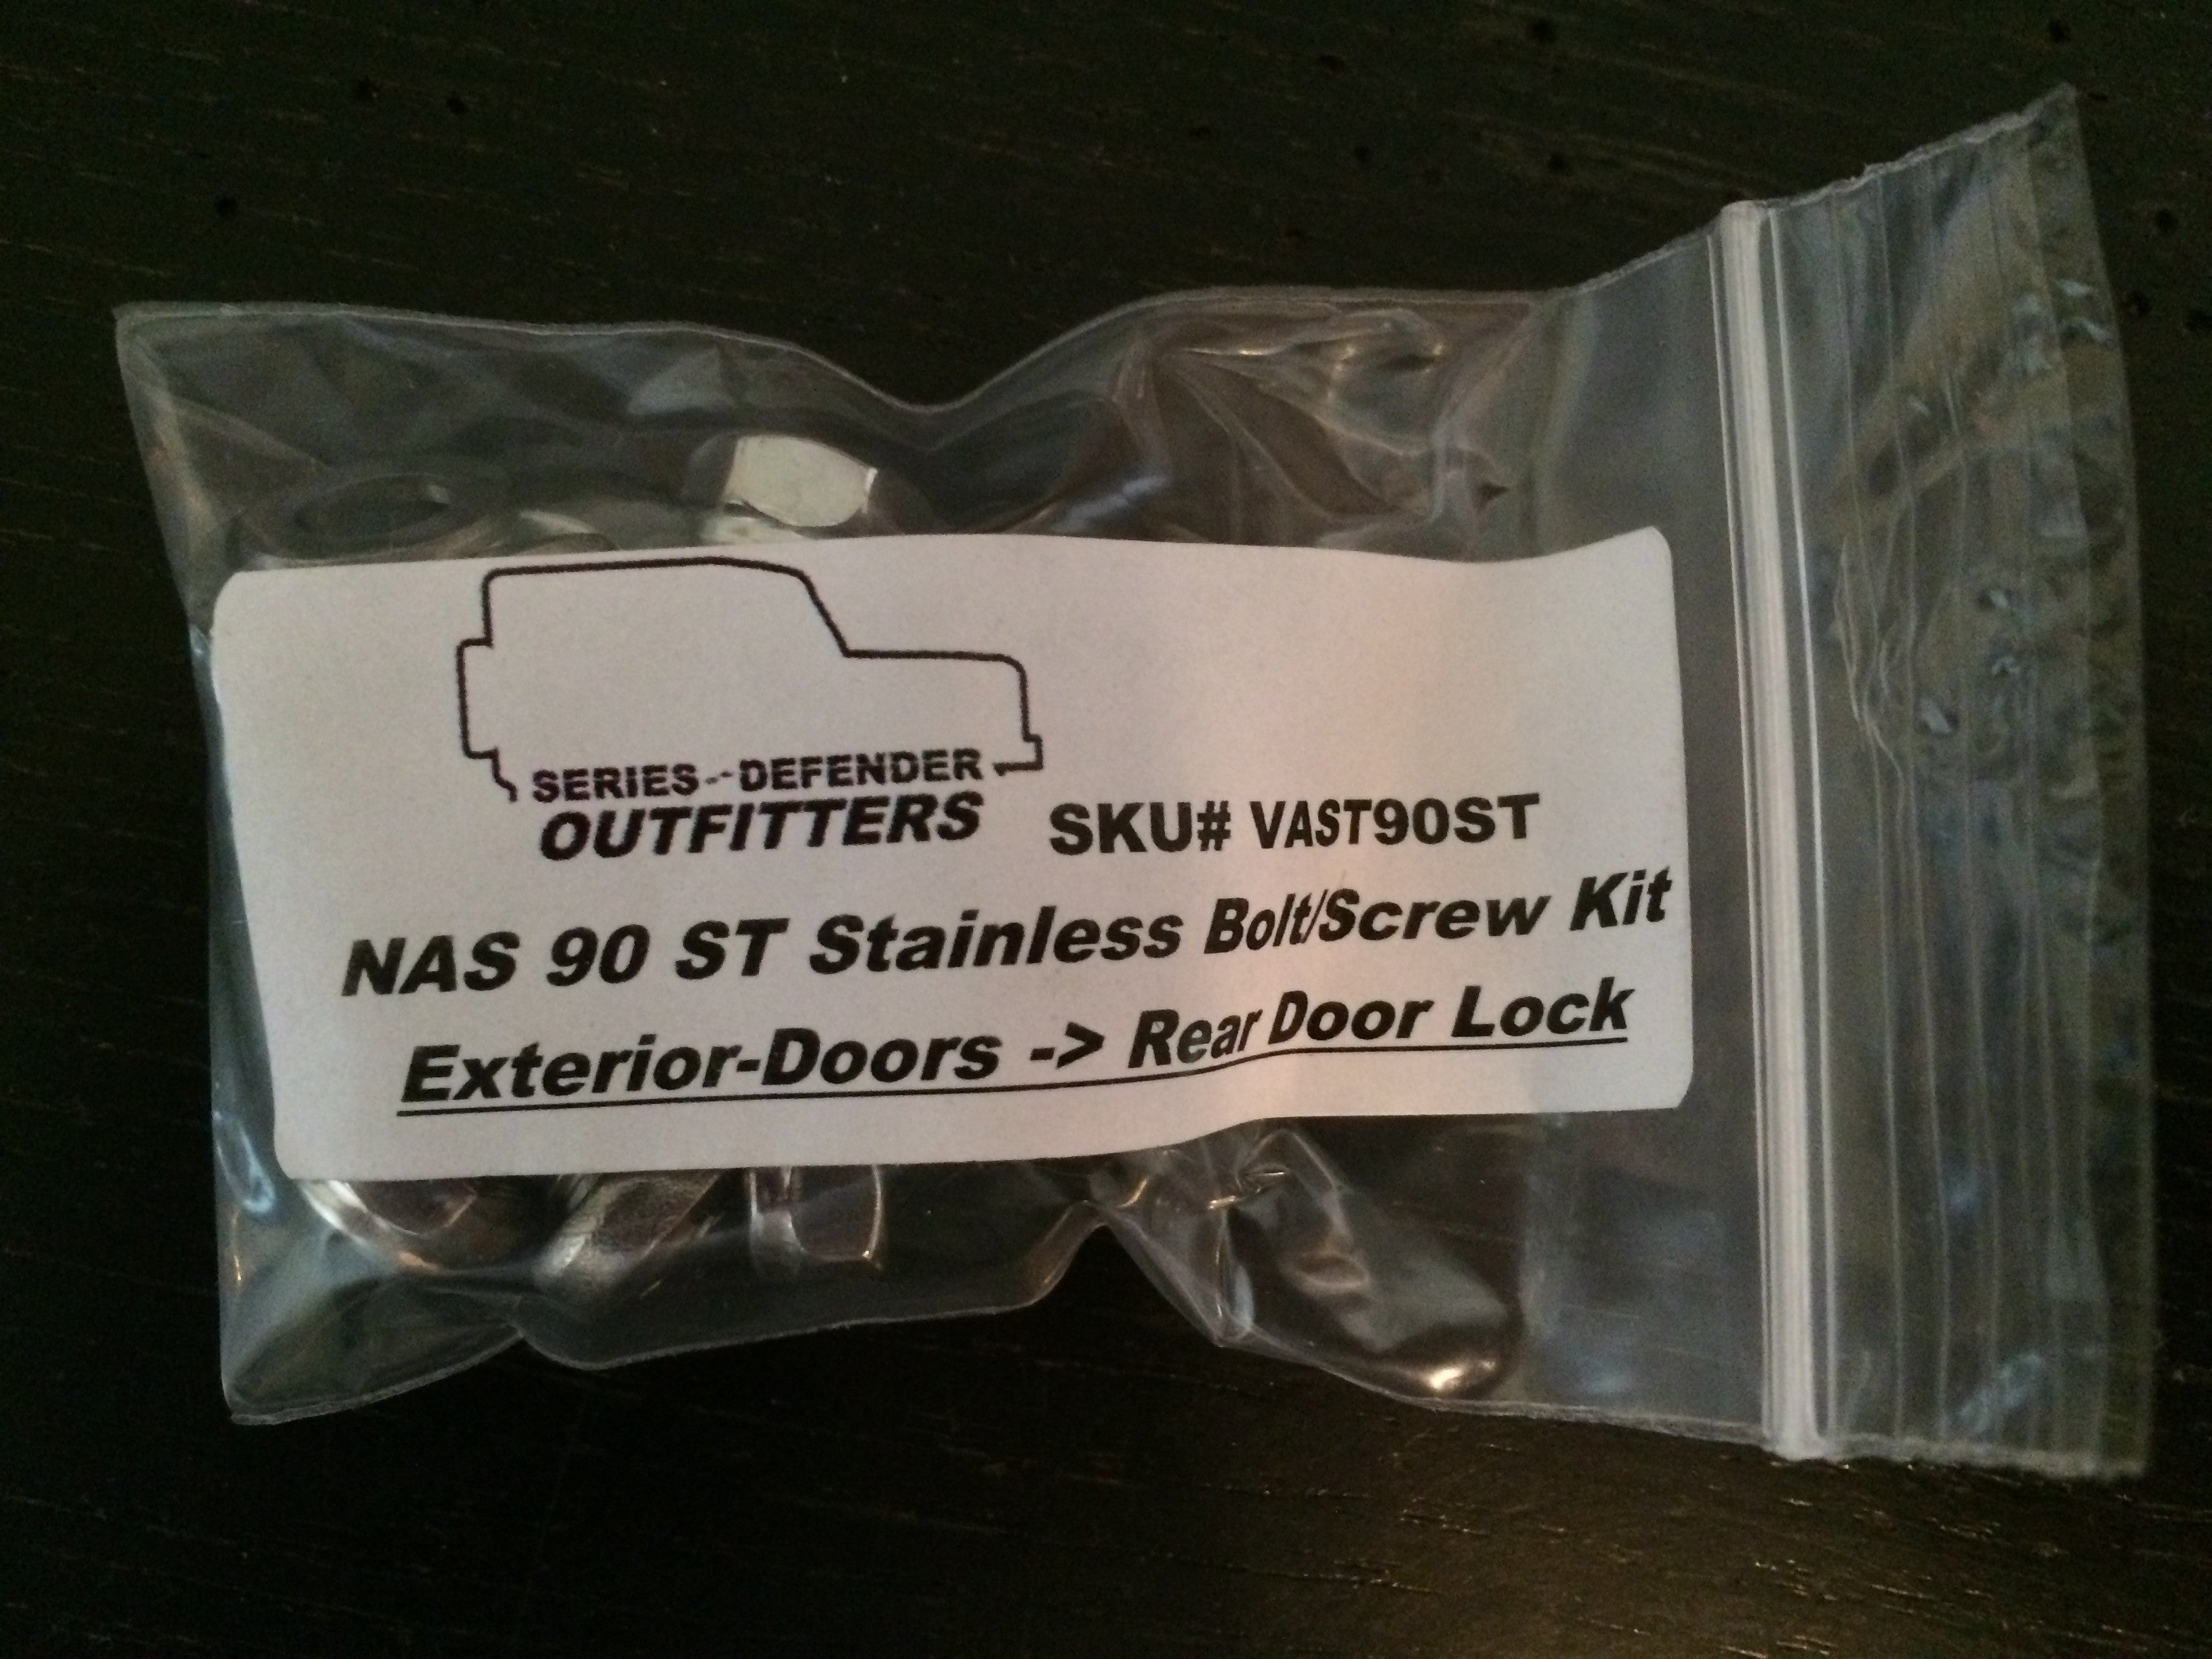 SERIES--DEFENDER
OUTFITTERS SKU# VAST90ST
NAS 90 ST Stainless Bolt/Screw Kit
Exterior-Doors -> Rear Door Lock